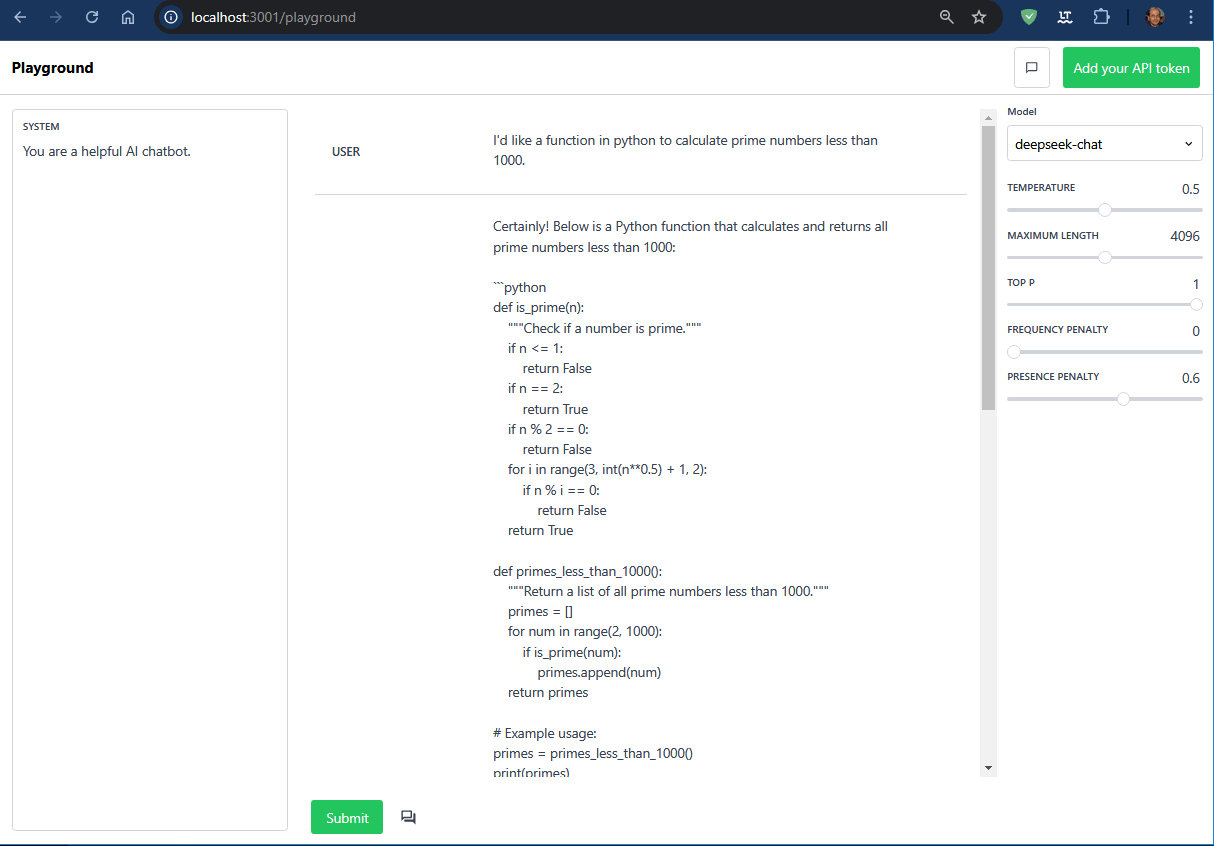 localhost:3001/playground
Playground
Add your API token
SYSTEM
You are a helpful AI chatbot.
USER
I'd like a function in python to calculate prime numbers less than
1000.
Certainly! Below is a Python function that calculates and returns all
prime numbers less than 1000:
```python
def is_prime(n):
    """Check if a number is prime."""
    if n <= 1:
        return False
    if n == 2:
        return True
    if n % 2 == 0:
        return False
    for i in range(3, int(n**0.5) + 1, 2):
        if n % i == 0:
            return False
    return True
def primes_less_than_1000():
    """Return a list of all prime numbers less than 1000."""
    primes = []
    for num in range(2, 1000):
        if is_prime(num):
            primes.append(num)
    return primes
# Example usage:
primes = primes_less_than_1000()
print(primes)
Submit
Model
deepseek-chat
TEMPERATURE 0.5
MAXIMUM LENGTH 4096
TOP P 1
FREQUENCY PENALTY 0
PRESENCE PENALTY 0.6